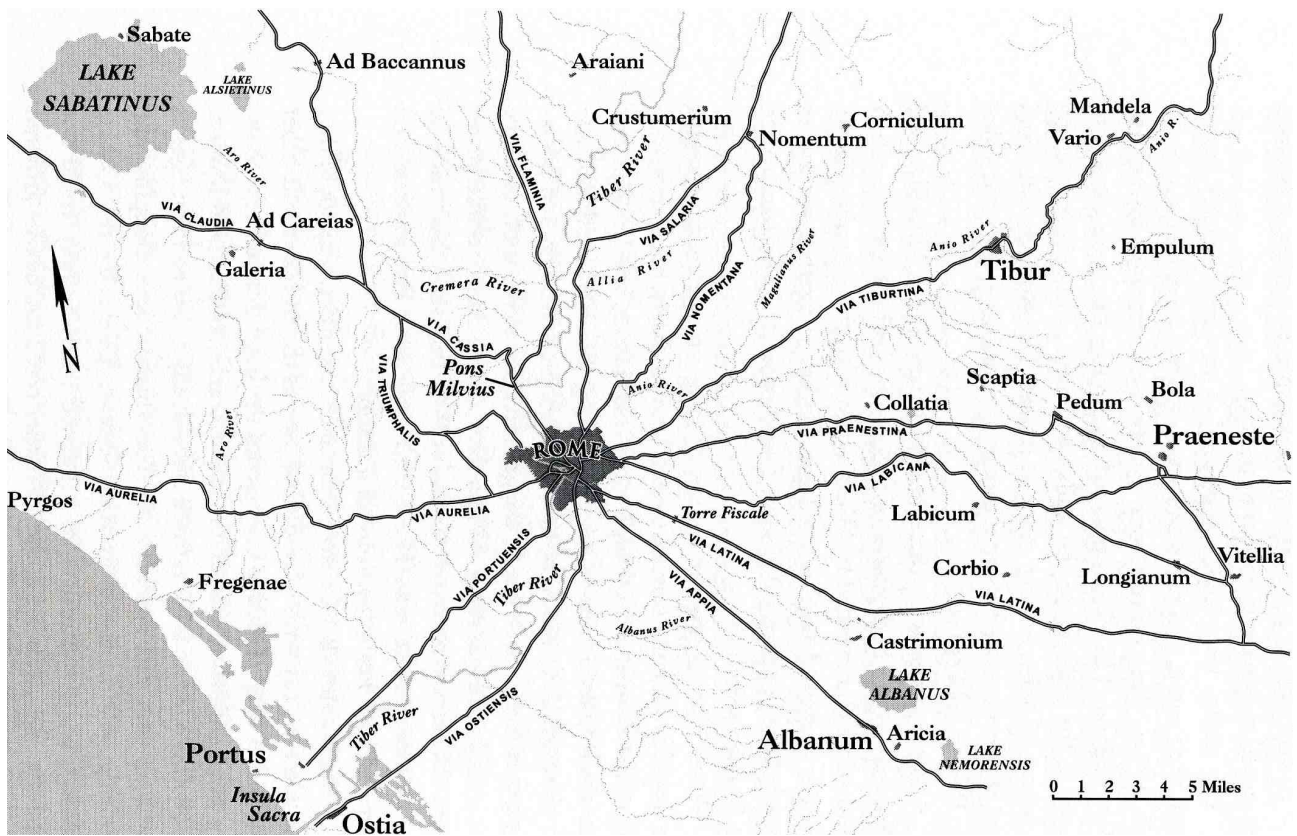 Sabate
LAKE
SABATINUS
LAKE
ALSIETINUS
Ad Baccannus
Araiani
Crustumerium
Nomentum
Corniculum
Mandela
Vario
Anio R.
VIA FLAMINIA
Tiber River
Aro River
VIA CLAUDIA
Ad Careias
Galeria
VIA SALARIA
Allia River
Magulianus River
VIA NOMENTANA
Anio River
Tibur
Empulum
VIA TIBURTINA
Cremera River
VIA CASSIA
Pons
Milvius
VIA TRIUMPHALIS
Anio River
N
Aro River
Scaptia
Bola
Collatia
Pedum
VIA PRAENESTINA
Praeneste
ROME
VIA LABICANA
Pyrgos
VIA AURELIA
VIA AURELIA
Torre Fiscale
Labicum
VIA LATINA
Fregenae
VIA PORTUENSIS
Tiber River
VIA APPIA
Corbio
Longianum
Vitellia
VIA LATINA
Albanus River
Castrimonium
LAKE
ALBANUS
VIA OSTIENSIS
Tiber River
Portus
Albanum
Aricia
LAKE
NEMORENSIS
Insula
Sacra
Ostia
0 1 2 3 4 5 Miles